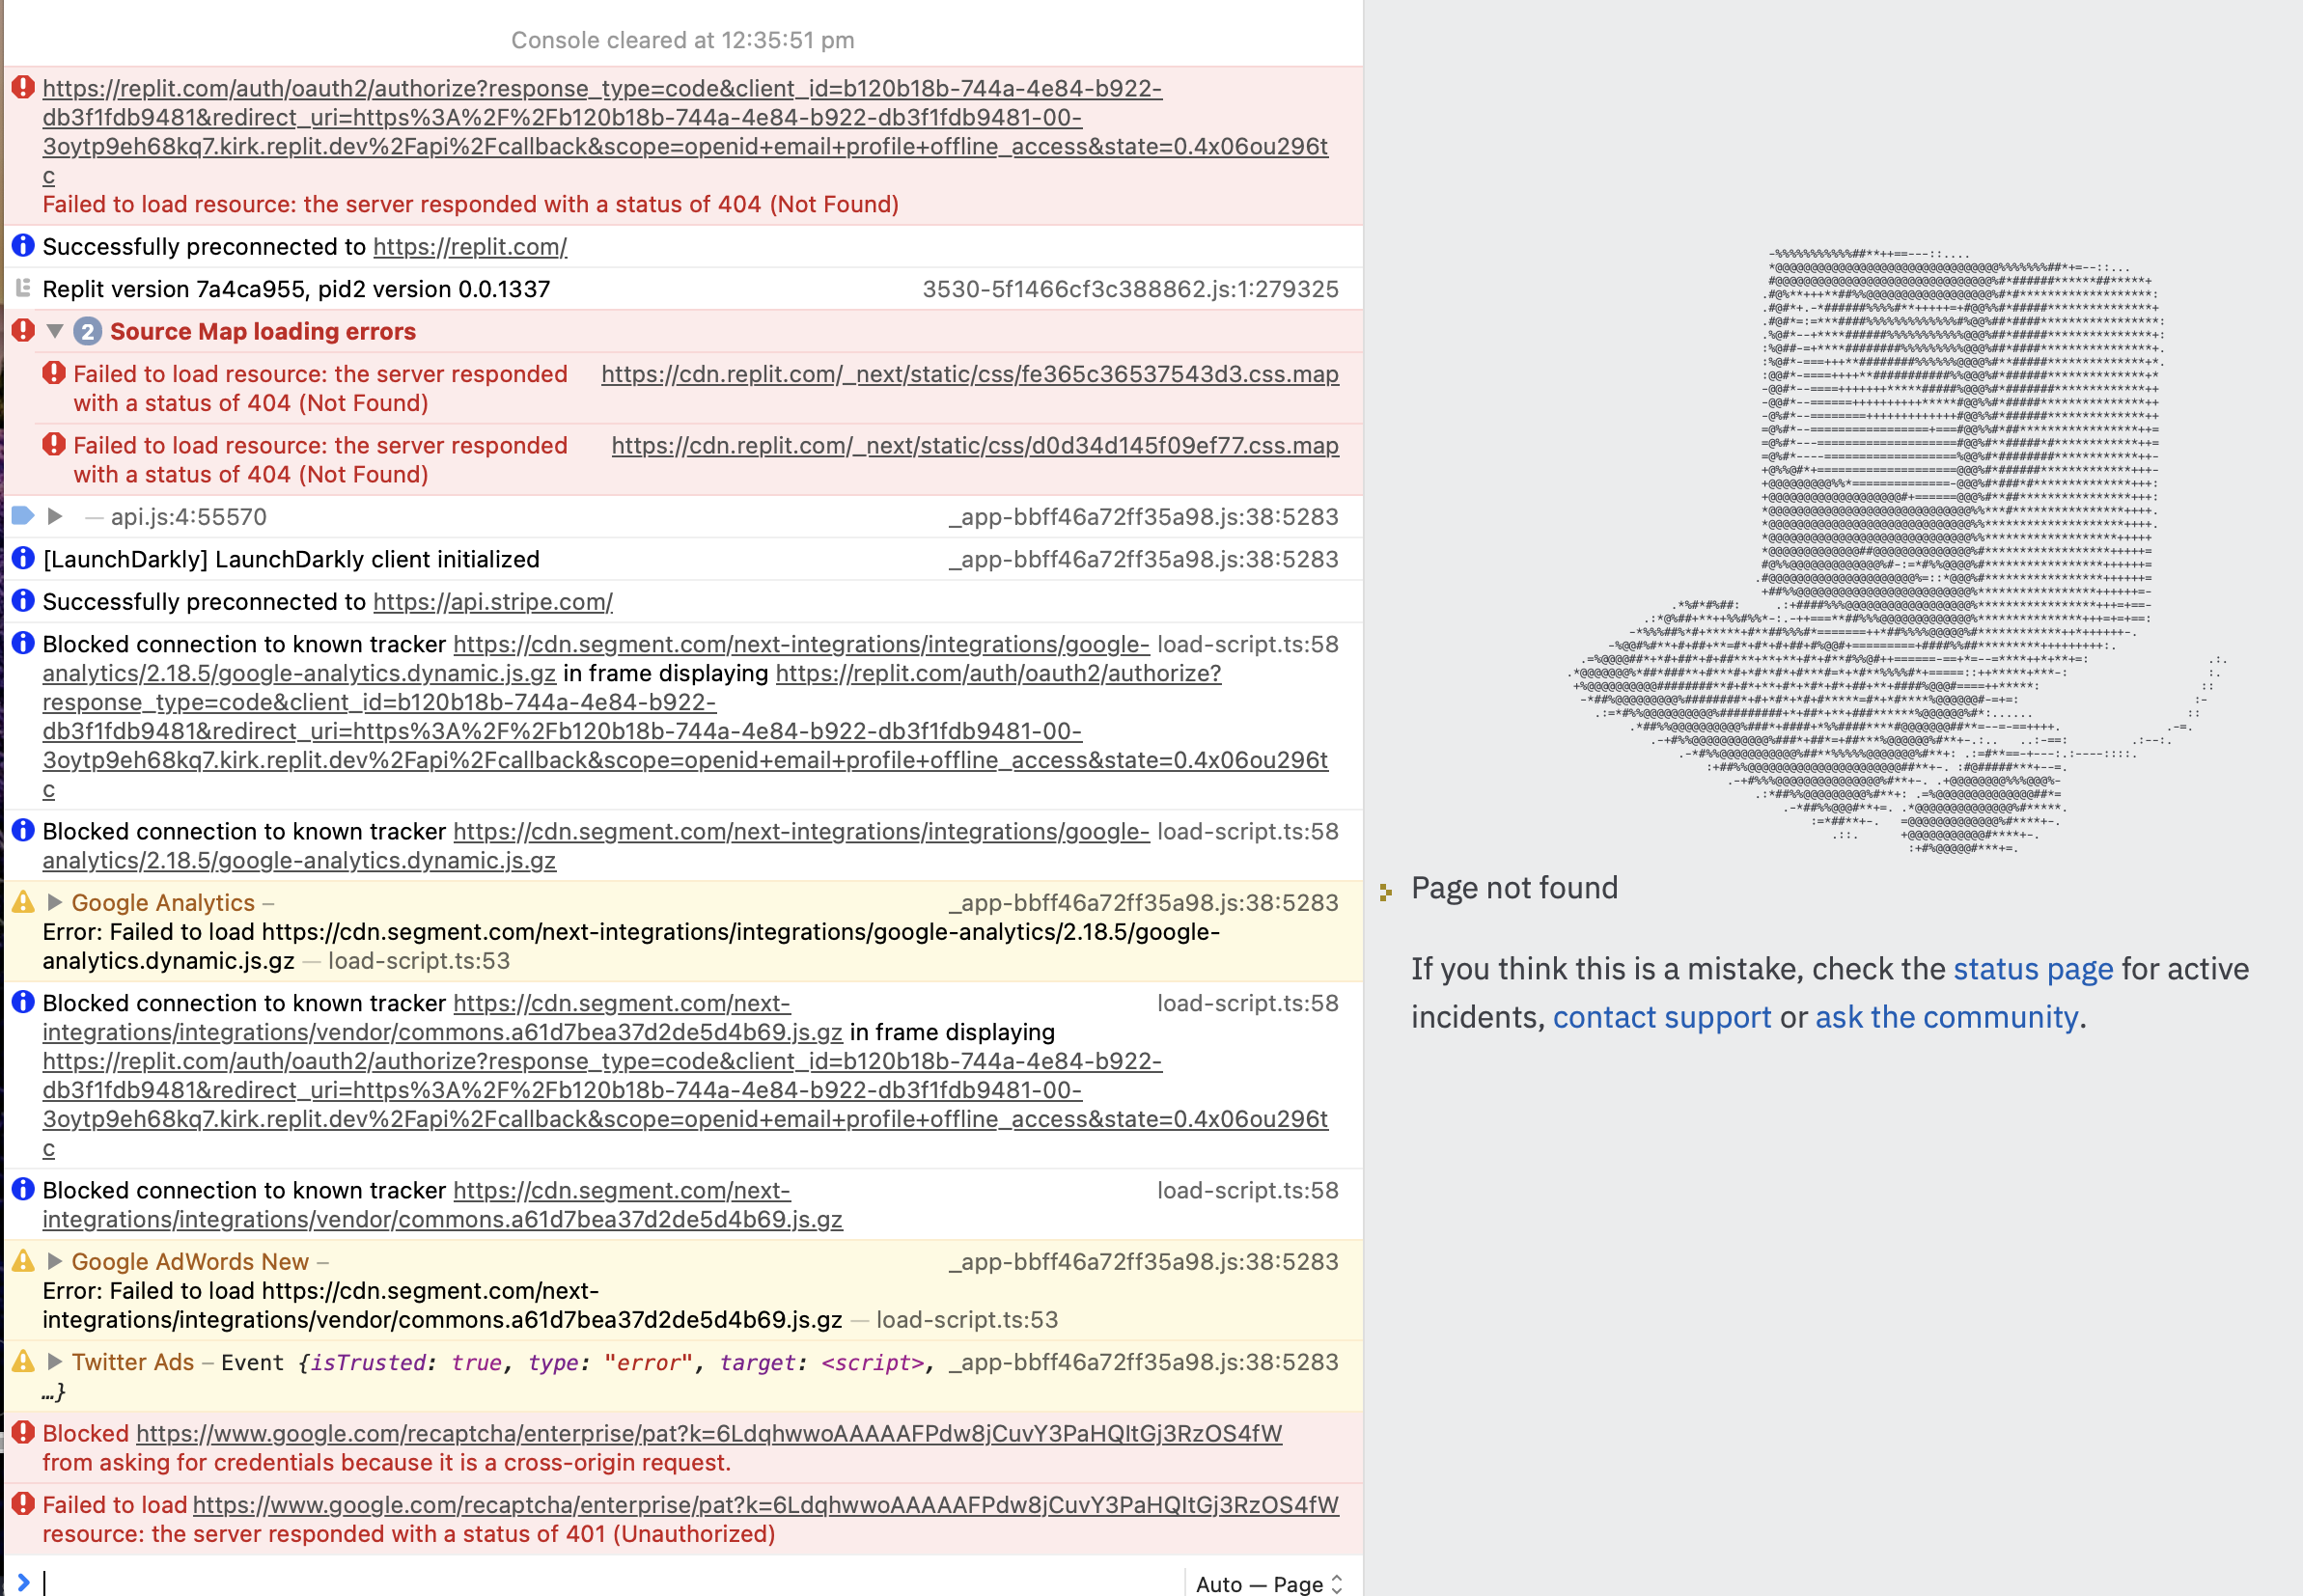 Console cleared at 12:35:51 pm
https://replit.com/auth/oauth2/authorize?response_type=code&client_id=b120b18b-744a-4e84-b922-
db3f1fdb9481&redirect_uri=https%3A%2F%2Fb120b18b-744a-4e84-b922-db3f1fdb9481-00-
3oytp9eh68kq7.kirk.replit.dev%2Fapi%2Fcallback&scope=openid+email+profile+offline_access&state=0.4x06ou296t
c
Failed to load resource: the server responded with a status of 404 (Not Found)
Successfully preconnected to https://replit.com/
Replit version 7a4ca955, pid2 version 0.0.1337 3530-5f1466cf3c388862.js:1:279325
2 Source Map loading errors
Failed to load resource: the server responded https://cdn.replit.com/_next/static/css/fe365c36537543d3.css.map
with a status of 404 (Not Found)
Failed to load resource: the server responded https://cdn.replit.com/_next/static/css/d0d34d145f09ef77.css.map
with a status of 404 (Not Found)
— api.js:4:55570 _app-bbff46a72ff35a98.js:38:5283
[LaunchDarkly] LaunchDarkly client initialized _app-bbff46a72ff35a98.js:38:5283
Successfully preconnected to https://api.stripe.com/
Blocked connection to known tracker https://cdn.segment.com/next-integrations/integrations/google- load-script.ts:58
analytics/2.18.5/google-analytics.dynamic.js.gz in frame displaying https://replit.com/auth/oauth2/authorize?
response_type=code&client_id=b120b18b-744a-4e84-b922-
db3f1fdb9481&redirect_uri=https%3A%2F%2Fb120b18b-744a-4e84-b922-db3f1fdb9481-00-
3oytp9eh68kq7.kirk.replit.dev%2Fapi%2Fcallback&scope=openid+email+profile+offline_access&state=0.4x06ou296t
c
Blocked connection to known tracker https://cdn.segment.com/next-integrations/integrations/google- load-script.ts:58
analytics/2.18.5/google-analytics.dynamic.js.gz
Google Analytics – _app-bbff46a72ff35a98.js:38:5283
Error: Failed to load https://cdn.segment.com/next-integrations/integrations/google-analytics/2.18.5/google-
analytics.dynamic.js.gz — load-script.ts:53
Blocked connection to known tracker https://cdn.segment.com/next- load-script.ts:58
integrations/integrations/vendor/commons.a61d7bea37d2de5d4b69.js.gz in frame displaying
https://replit.com/auth/oauth2/authorize?response_type=code&client_id=b120b18b-744a-4e84-b922-
db3f1fdb9481&redirect_uri=https%3A%2F%2Fb120b18b-744a-4e84-b922-db3f1fdb9481-00-
3oytp9eh68kq7.kirk.replit.dev%2Fapi%2Fcallback&scope=openid+email+profile+offline_access&state=0.4x06ou296t
c
Blocked connection to known tracker https://cdn.segment.com/next- load-script.ts:58
integrations/integrations/vendor/commons.a61d7bea37d2de5d4b69.js.gz
Google AdWords New – _app-bbff46a72ff35a98.js:38:5283
Error: Failed to load https://cdn.segment.com/next-
integrations/integrations/vendor/commons.a61d7bea37d2de5d4b69.js.gz — load-script.ts:53
Twitter Ads – Event {isTrusted: true, type: "error", target: <script>, _app-bbff46a72ff35a98.js:38:5283
…}
Blocked https://www.google.com/recaptcha/enterprise/pat?k=6LdqhwwoAAAAAFPdw8jCuvY3PaHQItGj3RzOS4fW
from asking for credentials because it is a cross-origin request.
Failed to load https://www.google.com/recaptcha/enterprise/pat?k=6LdqhwwoAAAAAFPdw8jCuvY3PaHQItGj3RzOS4fW
resource: the server responded with a status of 401 (Unauthorized)
Auto — Page
Page not found
If you think this is a mistake, check the status page for active
incidents, contact support or ask the community.